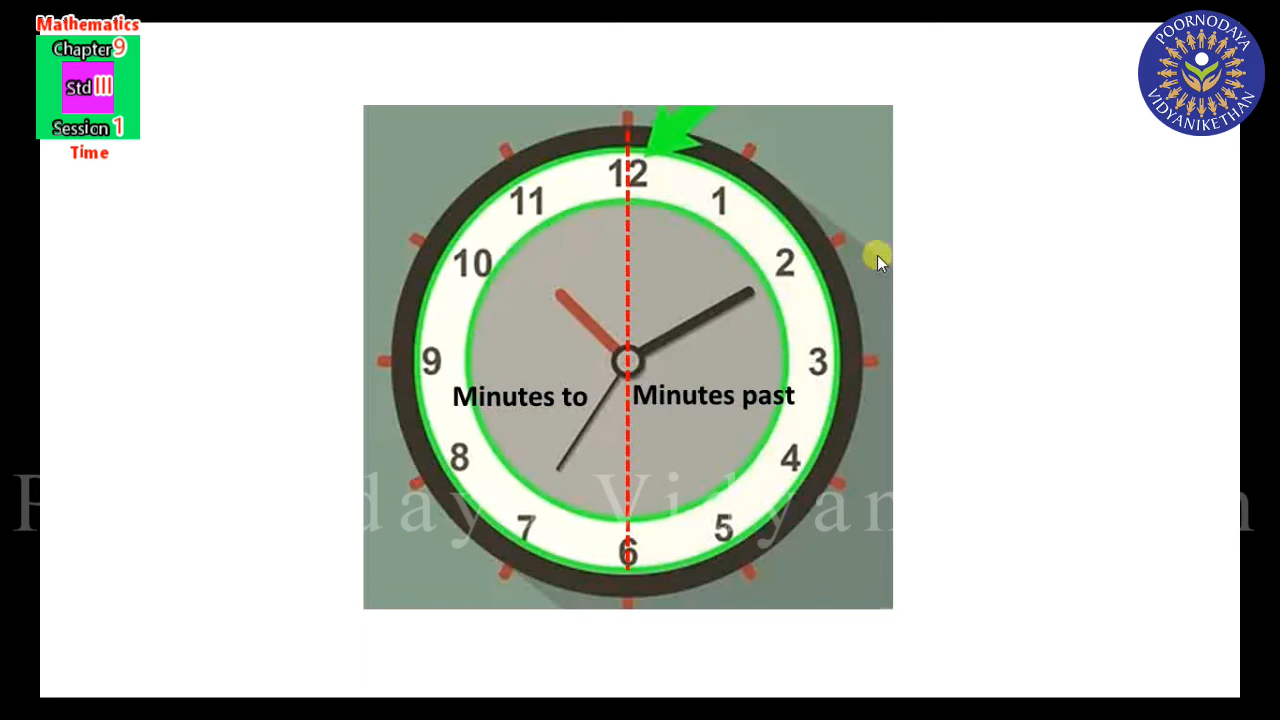 Mathematics
Chapter 9
Std III
Session 1
Time
POORNODAYA
VIDYANIKETHAN
12
11
1
10
2
9
3
Minutes to
Minutes past
8
4
7
5
6